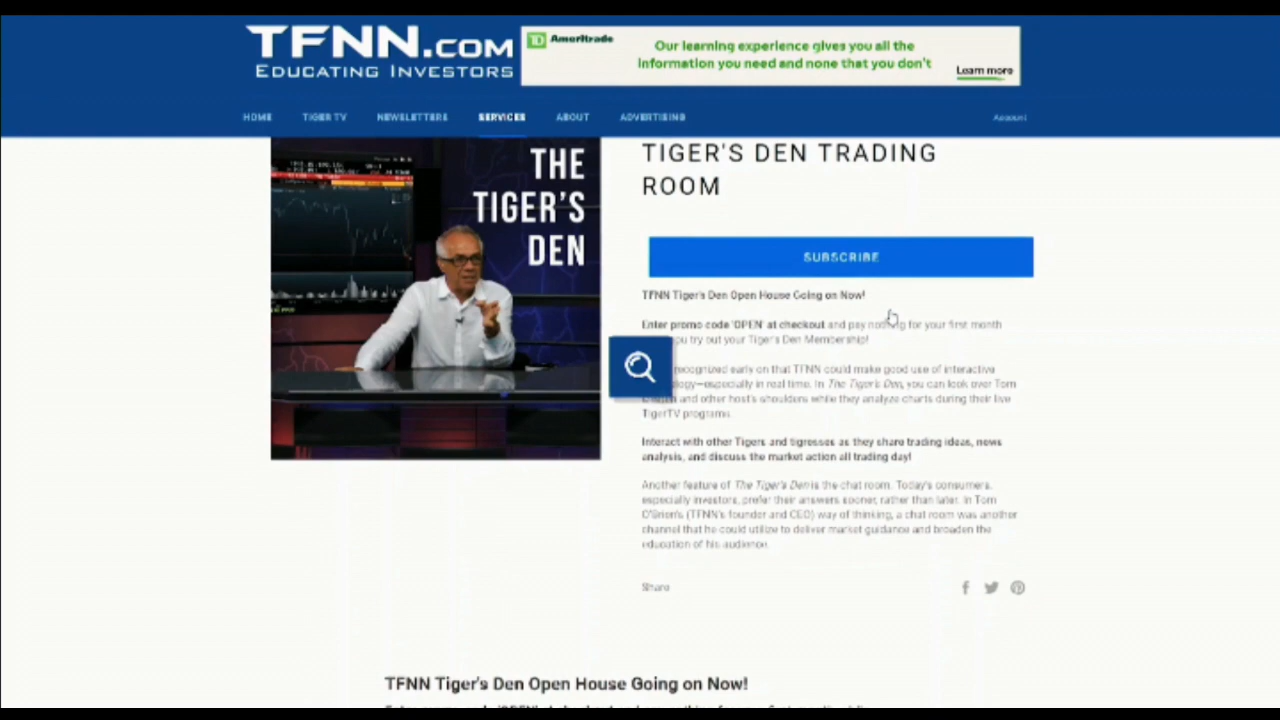 TFNN.COM
EDUCATING INVESTORS
TD Ameritrade
Our learning experience gives you all the
information you need and none that you don't
Learn more
HOME TIGER TV NEWSLETTERS SERVICES ABOUT ADVERTISING Account
THE
TIGER'S
DEN
TIGER'S DEN TRADING
ROOM
SUBSCRIBE
TFNN Tiger's Den Open House Going on Now!
Enter promo code 'OPEN' at checkout and pay nothing for your first month
you try out your Tiger's Den Membership!
recognized early on that TFNN could make good use of interactive
especially in real time. In The Tiger's Den, you can look over Tom
and other host's shoulders while they analyze charts during their live
TigerTV programs.
Interact with other Tigers and tigresses as they share trading ideas, news
analysis, and discuss the market action all trading day!
Another feature of The Tiger's Den is the chat room. Today's consumers,
especially investors, prefer their answers sooner, rather than later. In Tom
O'Brien's (TFNN's founder and CEO) way of thinking, a chat room was another
channel that he could utilize to deliver market guidance and broaden the
education of his audience.
Share
TFNN Tiger's Den Open House Going on Now!